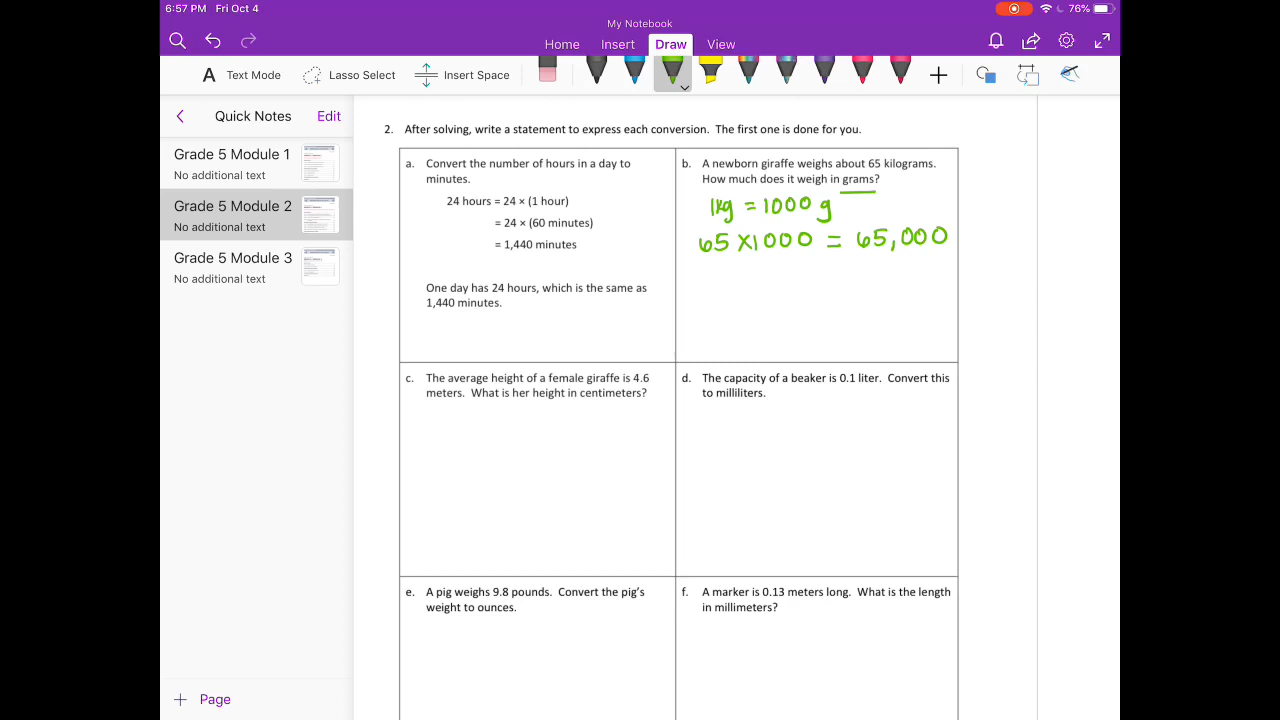 6:57 PM Fri Oct 4
76%
My Notebook
Home Insert Draw View
A Text Mode Lasso Select Insert Space
Quick Notes Edit
Grade 5 Module 1
No additional text
Grade 5 Module 2
No additional text
Grade 5 Module 3
No additional text
Page
2. After solving, write a statement to express each conversion. The first one is done for you.
a. Convert the number of hours in a day to
minutes.
24 hours = 24 × (1 hour)
= 24 × (60 minutes)
= 1,440 minutes
One day has 24 hours, which is the same as
1,440 minutes.
b. A newborn giraffe weighs about 65 kilograms.
How much does it weigh in grams?
1kg = 1000 g
65 x1000 = 65,000
c. The average height of a female giraffe is 4.6
meters. What is her height in centimeters?
d. The capacity of a beaker is 0.1 liter. Convert this
to milliliters.
e. A pig weighs 9.8 pounds. Convert the pig's
weight to ounces.
f. A marker is 0.13 meters long. What is the length
in millimeters?